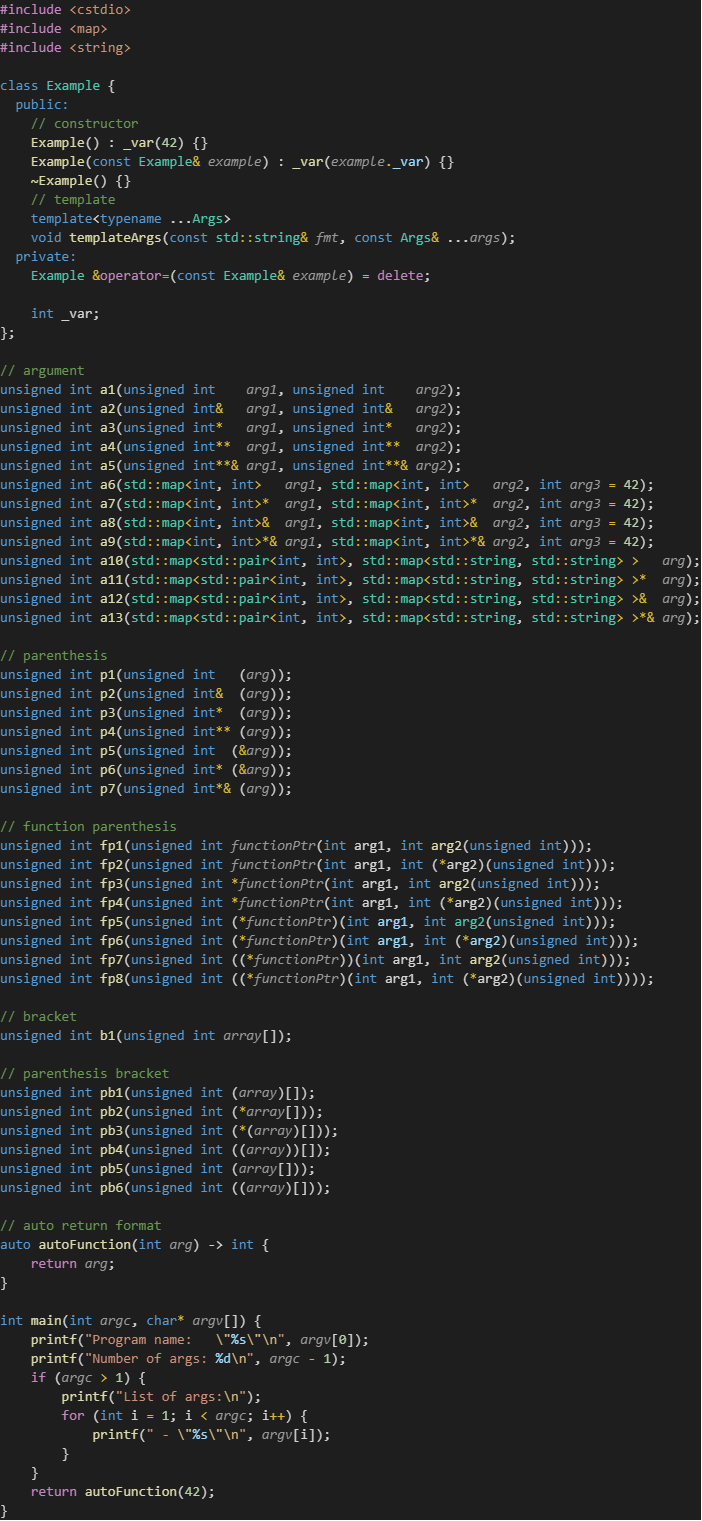 #include <cstdio>
#include <map>
#include <string>

class Example {
  public:
    // constructor
    Example() : _var(42) {}
    Example(const Example& example) : _var(example._var) {}
    ~Example() {}
    // template
    template<typename ...Args>
    void templateArgs(const std::string& fmt, const Args& ...args);
  private:
    Example &operator=(const Example& example) = delete;

    int _var;
};

// argument
unsigned int a1(unsigned int    arg1, unsigned int    arg2);
unsigned int a2(unsigned int&   arg1, unsigned int&   arg2);
unsigned int a3(unsigned int*   arg1, unsigned int*   arg2);
unsigned int a4(unsigned int**  arg1, unsigned int**  arg2);
unsigned int a5(unsigned int**& arg1, unsigned int**& arg2);
unsigned int a6(std::map<int, int>   arg1, std::map<int, int>   arg2, int arg3 = 42);
unsigned int a7(std::map<int, int>*  arg1, std::map<int, int>*  arg2, int arg3 = 42);
unsigned int a8(std::map<int, int>&  arg1, std::map<int, int>&  arg2, int arg3 = 42);
unsigned int a9(std::map<int, int>*& arg1, std::map<int, int>*& arg2, int arg3 = 42);
unsigned int a10(std::map<std::pair<int, int>, std::map<std::string, std::string> >   arg);
unsigned int a11(std::map<std::pair<int, int>, std::map<std::string, std::string> >*  arg);
unsigned int a12(std::map<std::pair<int, int>, std::map<std::string, std::string> >&  arg);
unsigned int a13(std::map<std::pair<int, int>, std::map<std::string, std::string> >*& arg);

// parenthesis
unsigned int p1(unsigned int   (arg));
unsigned int p2(unsigned int&  (arg));
unsigned int p3(unsigned int*  (arg));
unsigned int p4(unsigned int** (arg));
unsigned int p5(unsigned int  (&arg));
unsigned int p6(unsigned int* (&arg));
unsigned int p7(unsigned int*& (arg));

// function parenthesis
unsigned int fp1(unsigned int functionPtr(int arg1, int arg2(unsigned int)));
unsigned int fp2(unsigned int functionPtr(int arg1, int (*arg2)(unsigned int)));
unsigned int fp3(unsigned int *functionPtr(int arg1, int arg2(unsigned int)));
unsigned int fp4(unsigned int *functionPtr(int arg1, int (*arg2)(unsigned int)));
unsigned int fp5(unsigned int (*functionPtr)(int arg1, int arg2(unsigned int)));
unsigned int fp6(unsigned int (*functionPtr)(int arg1, int (*arg2)(unsigned int)));
unsigned int fp7(unsigned int ((*functionPtr))(int arg1, int arg2(unsigned int)));
unsigned int fp8(unsigned int ((*functionPtr)(int arg1, int (*arg2)(unsigned int))));

// bracket
unsigned int b1(unsigned int array[]);

// parenthesis bracket
unsigned int pb1(unsigned int (array)[]);
unsigned int pb2(unsigned int (*array[]));
unsigned int pb3(unsigned int (*(array)[]));
unsigned int pb4(unsigned int ((array))[]);
unsigned int pb5(unsigned int (array[]));
unsigned int pb6(unsigned int ((array)[]));

// auto return format
auto autoFunction(int arg) -> int {
    return arg;
}

int main(int argc, char* argv[]) {
    printf("Program name:   \"%s\"\n", argv[0]);
    printf("Number of args: %d\n", argc - 1);
    if (argc > 1) {
        printf("List of args:\n");
        for (int i = 1; i < argc; i++) {
            printf(" - \"%s\"\n", argv[i]);
        }
    }
    return autoFunction(42);
}